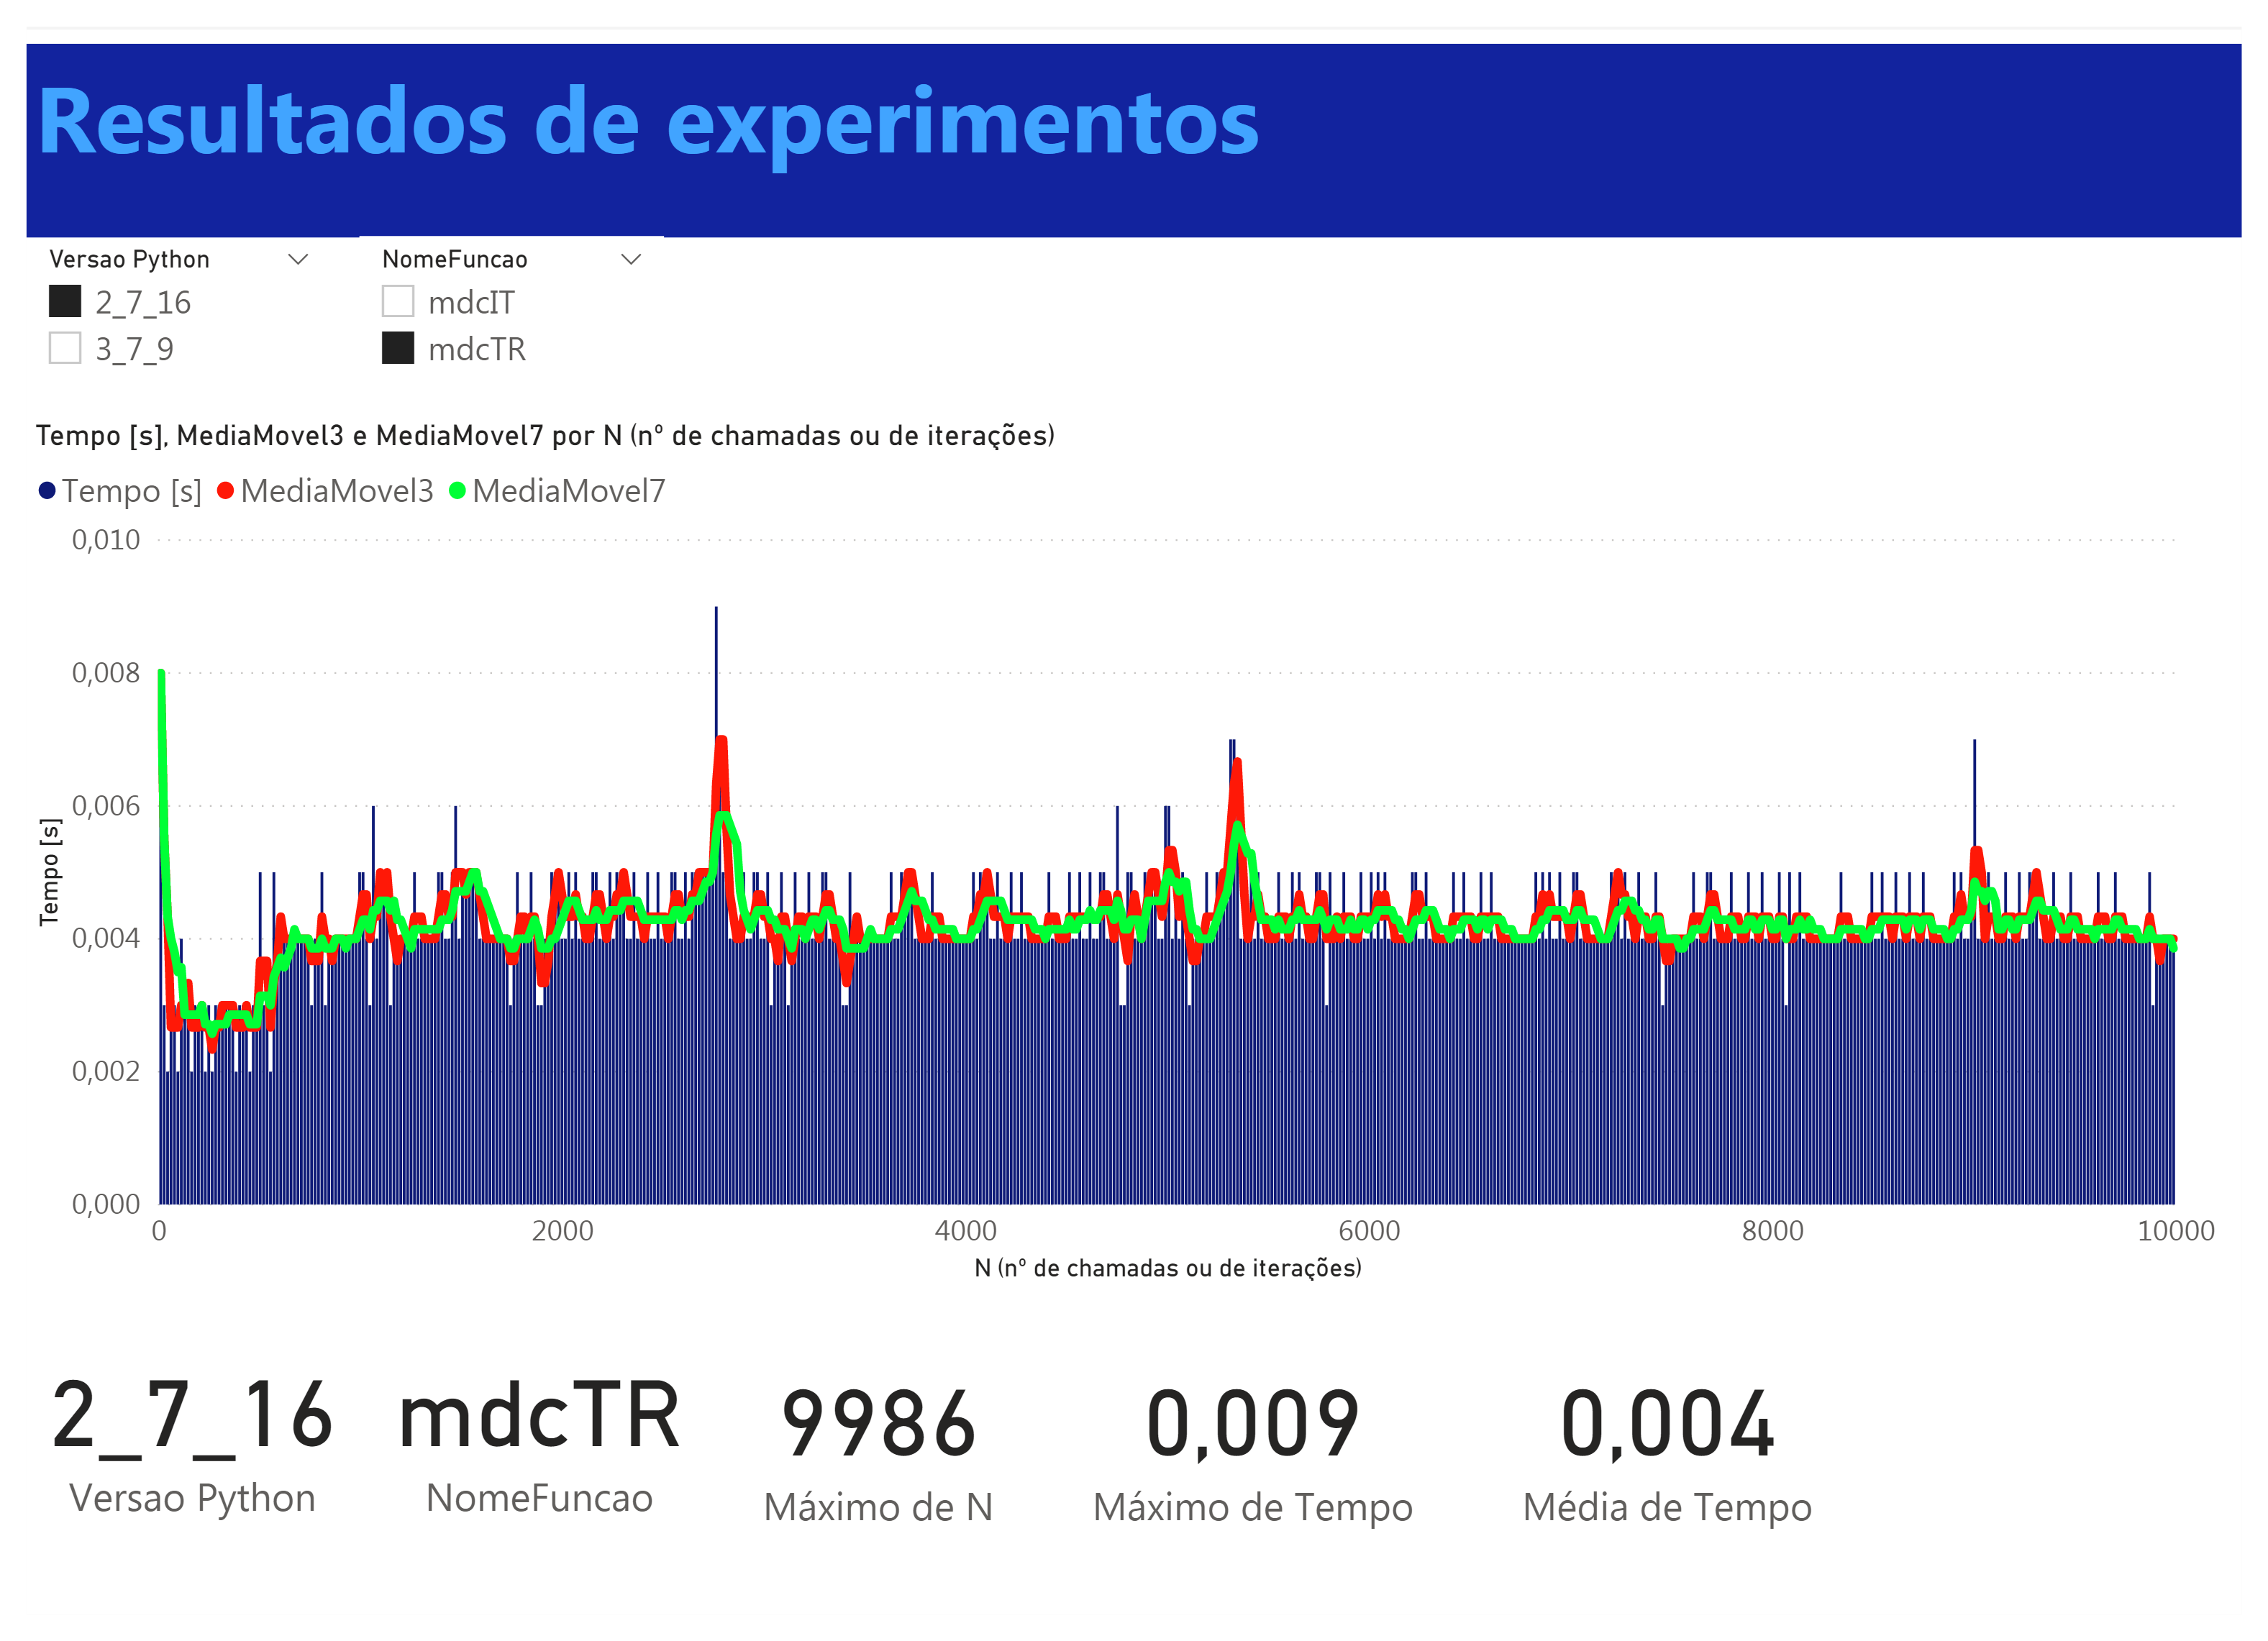 Resultados de experimentos
Versao Python NomeFuncao
2_7_16 mdcIT
3_7_9 mdcTR
Tempo [s], MediaMovel3 e MediaMovel7 por N (nº de chamadas ou de iterações)
Tempo [s] MediaMovel3 MediaMovel7
0,010
0,008
0,006
0,004
0,002
0,000
Tempo [s]
0 2000 4000 6000 8000 10000
N (nº de chamadas ou de iterações)
2_7_16 mdcTR 9986 0,009 0,004
Versao Python NomeFuncao Máximo de N Máximo de Tempo Média de Tempo